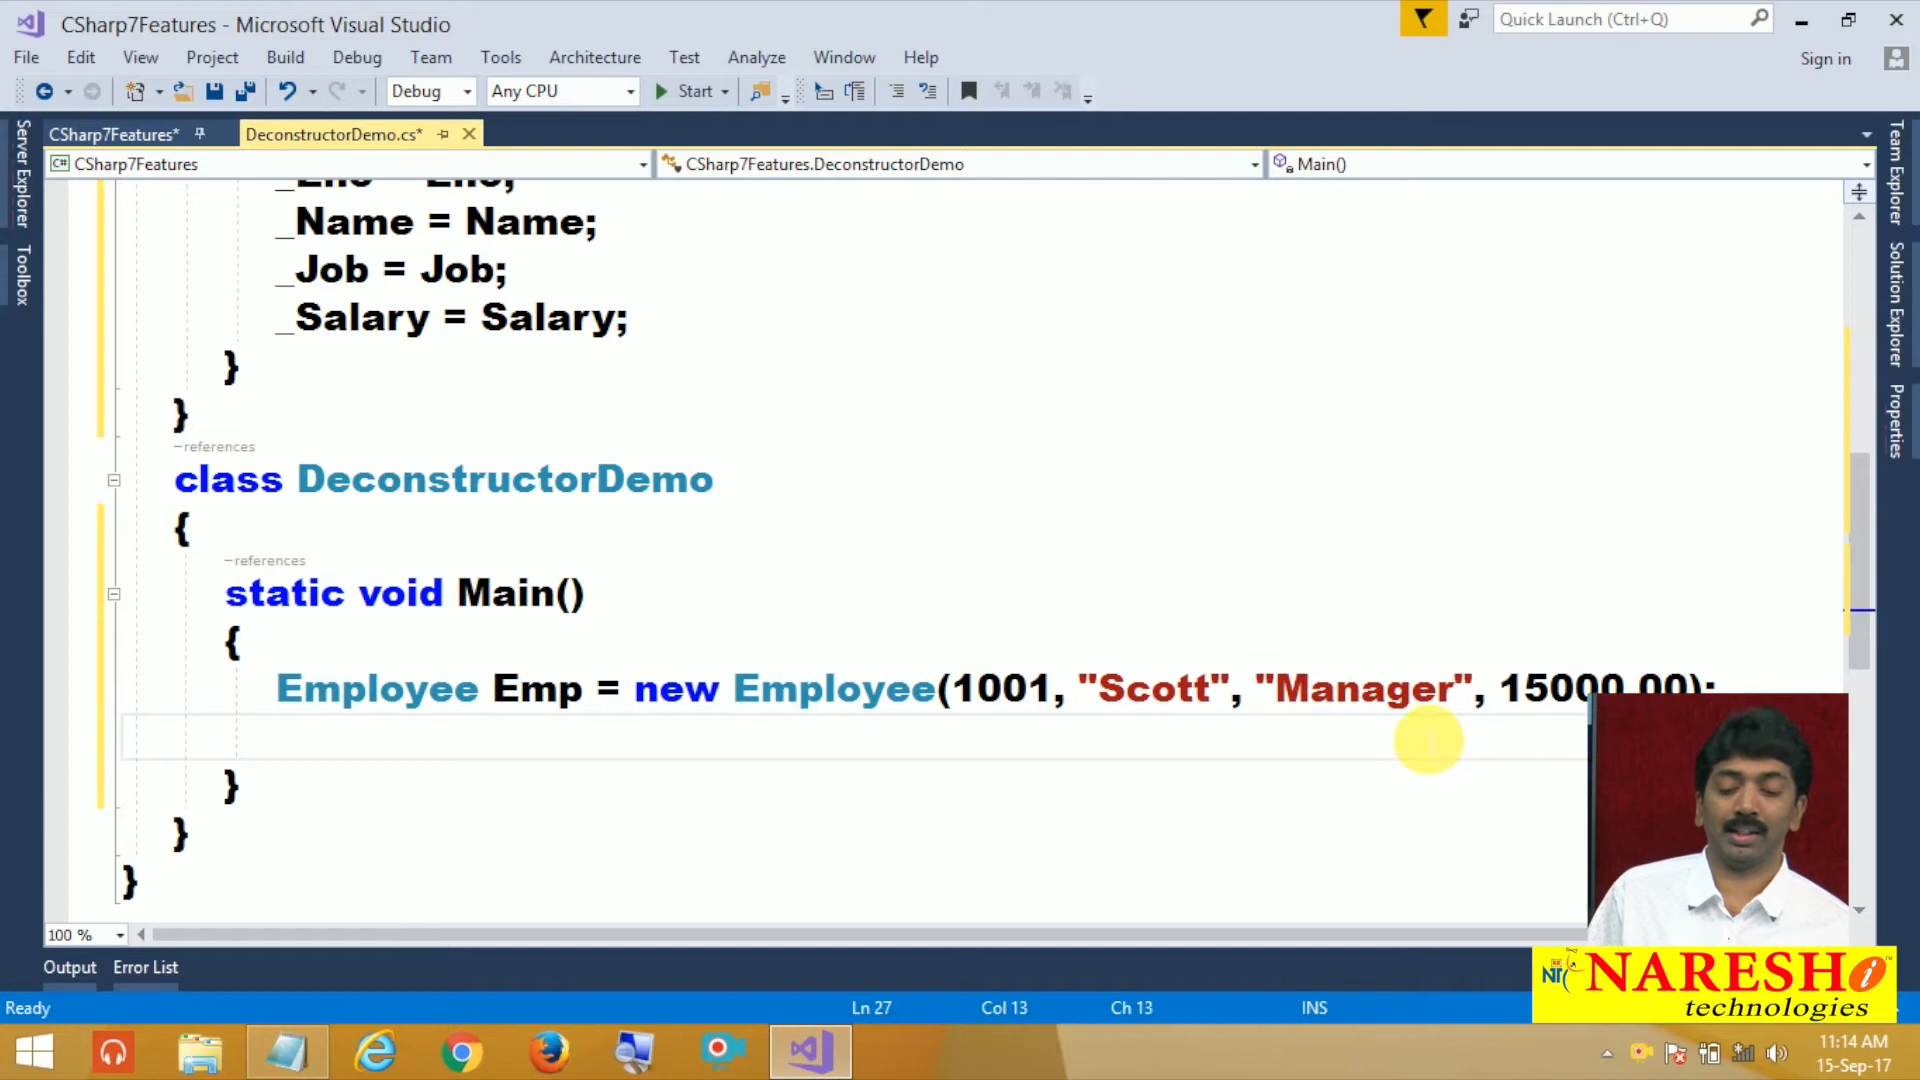 CSharp7Features - Microsoft Visual Studio
Quick Launch (Ctrl+Q)
File Edit View Project Build Debug Team Tools Architecture Test Analyze Window Help
Sign in
Debug Any CPU Start
CSharp7Features* DeconstructorDemo.cs*
CSharp7Features CSharp7Features.DeconstructorDemo Main()
Server Explorer
Toolbox
Team Explorer
Solution Explorer
Properties
_Name = Name;
_Job = Job;
_Salary = Salary;
}
}
–references
class DeconstructorDemo
{
–references
static void Main()
{
Employee Emp = new Employee(1001, "Scott", "Manager", 15000.00);
}
}
}
100 %
Output Error List
Ready Ln 27 Col 13 Ch 13 INS
NARESH i
technologies
11:14 AM
15-Sep-17